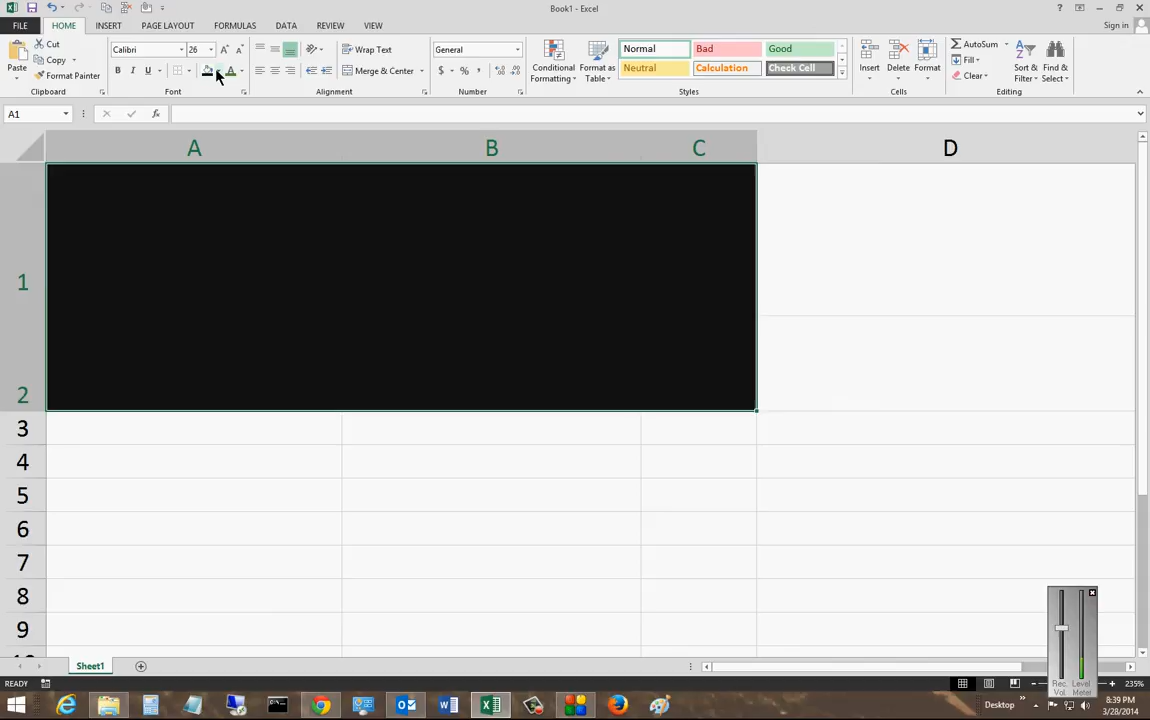 Book1 - Excel
Sign in
FILE HOME INSERT PAGE LAYOUT FORMULAS DATA REVIEW VIEW
Paste
Cut
Copy
Format Painter
Clipboard
Calibri 26
B I U
Font
Wrap Text
Merge & Center
Alignment
General
$ % ,
Number
Conditional Formatting
Format as Table
Normal Bad Good
Neutral Calculation Check Cell
Styles
Insert Delete Format
Cells
AutoSum
Fill
Clear
Sort & Filter
Find & Select
Editing
A1
A B C D
1
2
3
4
5
6
7
8
9
Sheet1
Rec. Vol.
Level Meter
READY
235%
Desktop
8:39 PM
3/28/2014